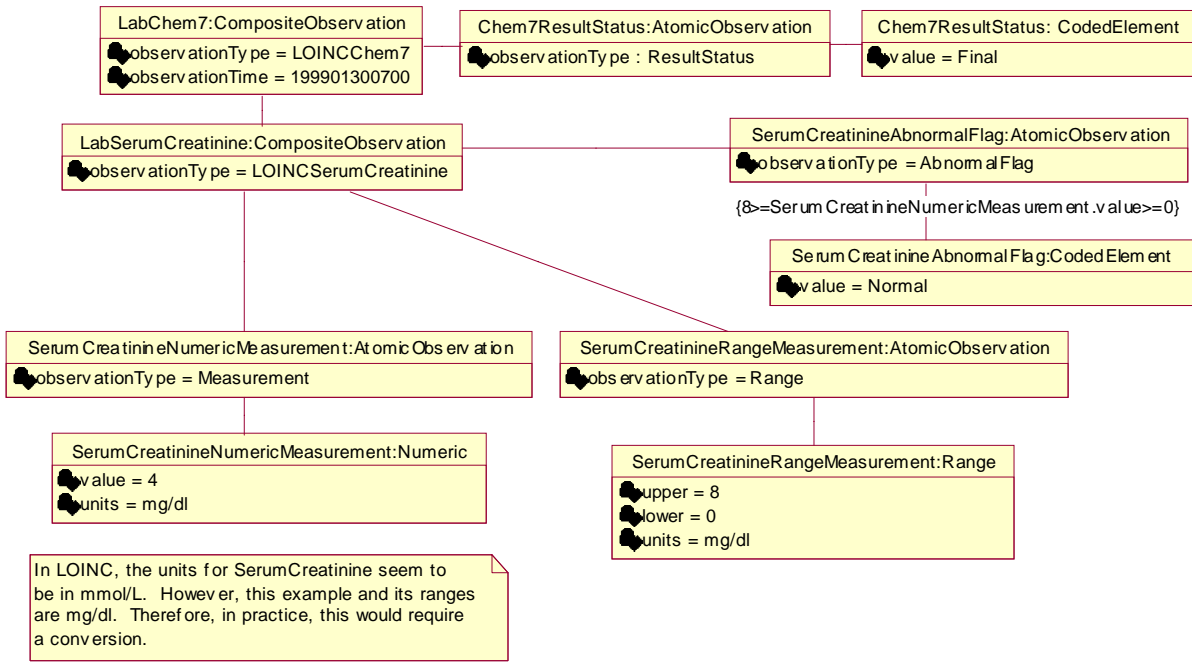 LabChem7:CompositeObservation
observationType = LOINCChem7
observationTime = 199901300700
Chem7ResultStatus:AtomicObservation
observationType : ResultStatus
Chem7ResultStatus: CodedElement
value = Final
LabSerumCreatinine:CompositeObservation
observationType = LOINCSerumCreatinine
SerumCreatinineAbnormalFlag:AtomicObservation
observationType = AbnormalFlag
{8>=SerumCreatinineNumericMeasurement.value>=0}
SerumCreatinineAbnormalFlag:CodedElement
value = Normal
SerumCreatinineNumericMeasurement:AtomicObservation
observationType = Measurement
SerumCreatinineRangeMeasurement:AtomicObservation
observationType = Range
SerumCreatinineNumericMeasurement:Numeric
value = 4
units = mg/dl
SerumCreatinineRangeMeasurement:Range
upper = 8
lower = 0
units = mg/dl
In LOINC, the units for SerumCreatinine seem to
be in mmol/L. However, this example and its ranges
are mg/dl. Therefore, in practice, this would require
a conversion.